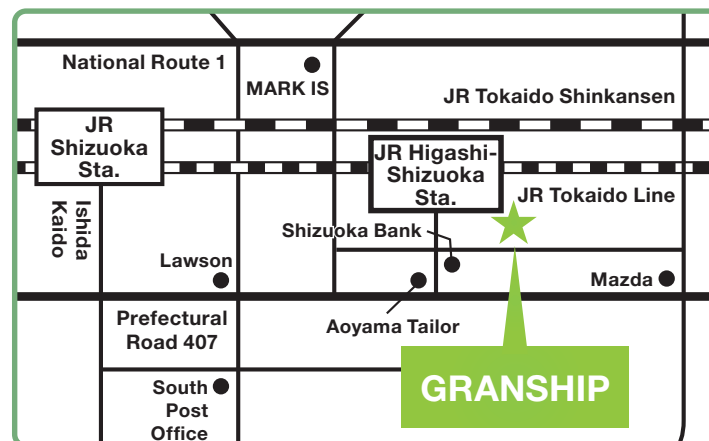 National Route 1
MARK IS
JR Tokaido Shinkansen
JR
Shizuoka
Sta.
JR Higashi-
Shizuoka
Sta.
JR Tokaido Line
Ishida
Kaido
Shizuoka Bank
Lawson
Mazda
Prefectural
Road 407
Aoyama Tailor
GRANSHIP
South
Post
Office